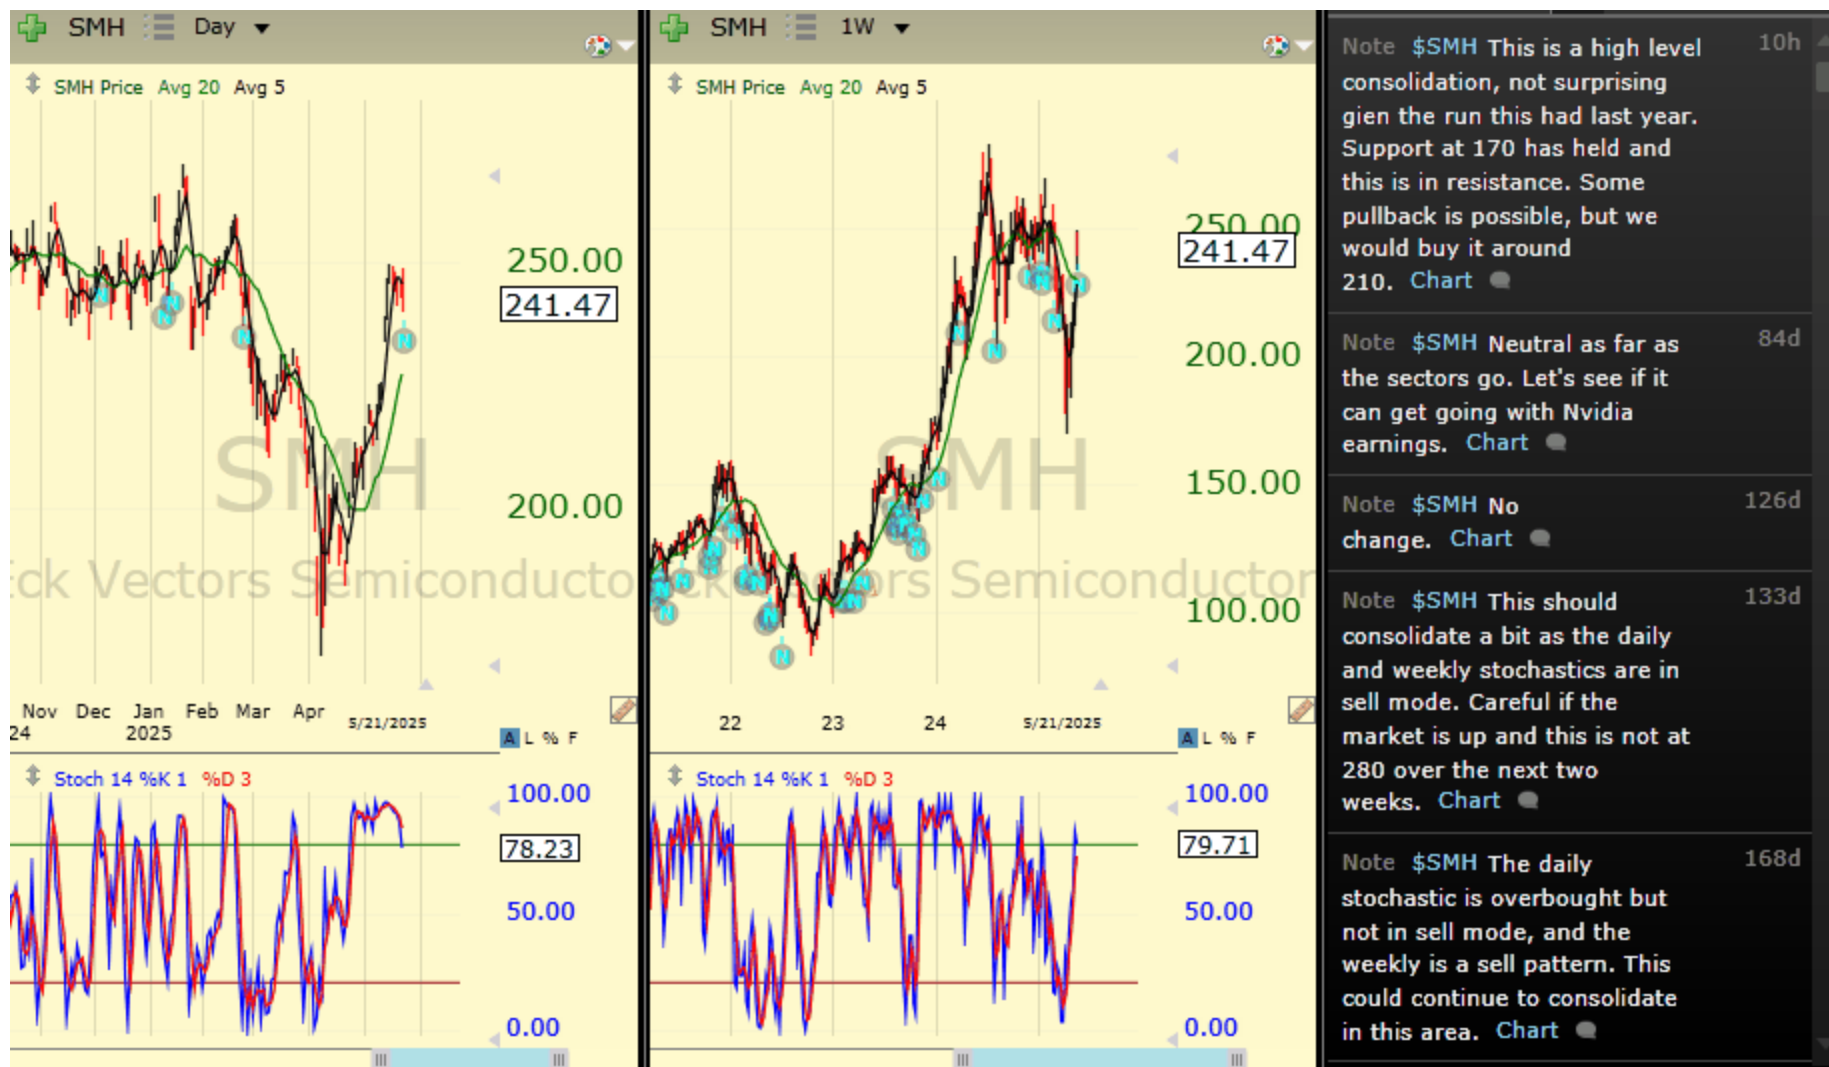 SMH Day
SMH Price Avg 20 Avg 5
250.00
241.47
200.00
SMH
ck Vectors Semiconducto
Nov Dec Jan Feb Mar Apr 5/21/2025
24 2025
A L % F
Stoch 14 %K 1 %D 3
100.00
78.23
50.00
0.00
SMH 1W
SMH Price Avg 20 Avg 5
250.00
241.47
200.00
150.00
100.00
SMH
ors Semiconductor
22 23 24 5/21/2025
A L % F
Stoch 14 %K 1 %D 3
100.00
79.71
50.00
0.00
Note $SMH This is a high level 10h
consolidation, not surprising
gien the run this had last year.
Support at 170 has held and
this is in resistance. Some
pullback is possible, but we
would buy it around
210. Chart
Note $SMH Neutral as far as 84d
the sectors go. Let's see if it
can get going with Nvidia
earnings. Chart
Note $SMH No 126d
change. Chart
Note $SMH This should 133d
consolidate a bit as the daily
and weekly stochastics are in
sell mode. Careful if the
market is up and this is not at
280 over the next two
weeks. Chart
Note $SMH The daily 168d
stochastic is overbought but
not in sell mode, and the
weekly is a sell pattern. This
could continue to consolidate
in this area. Chart